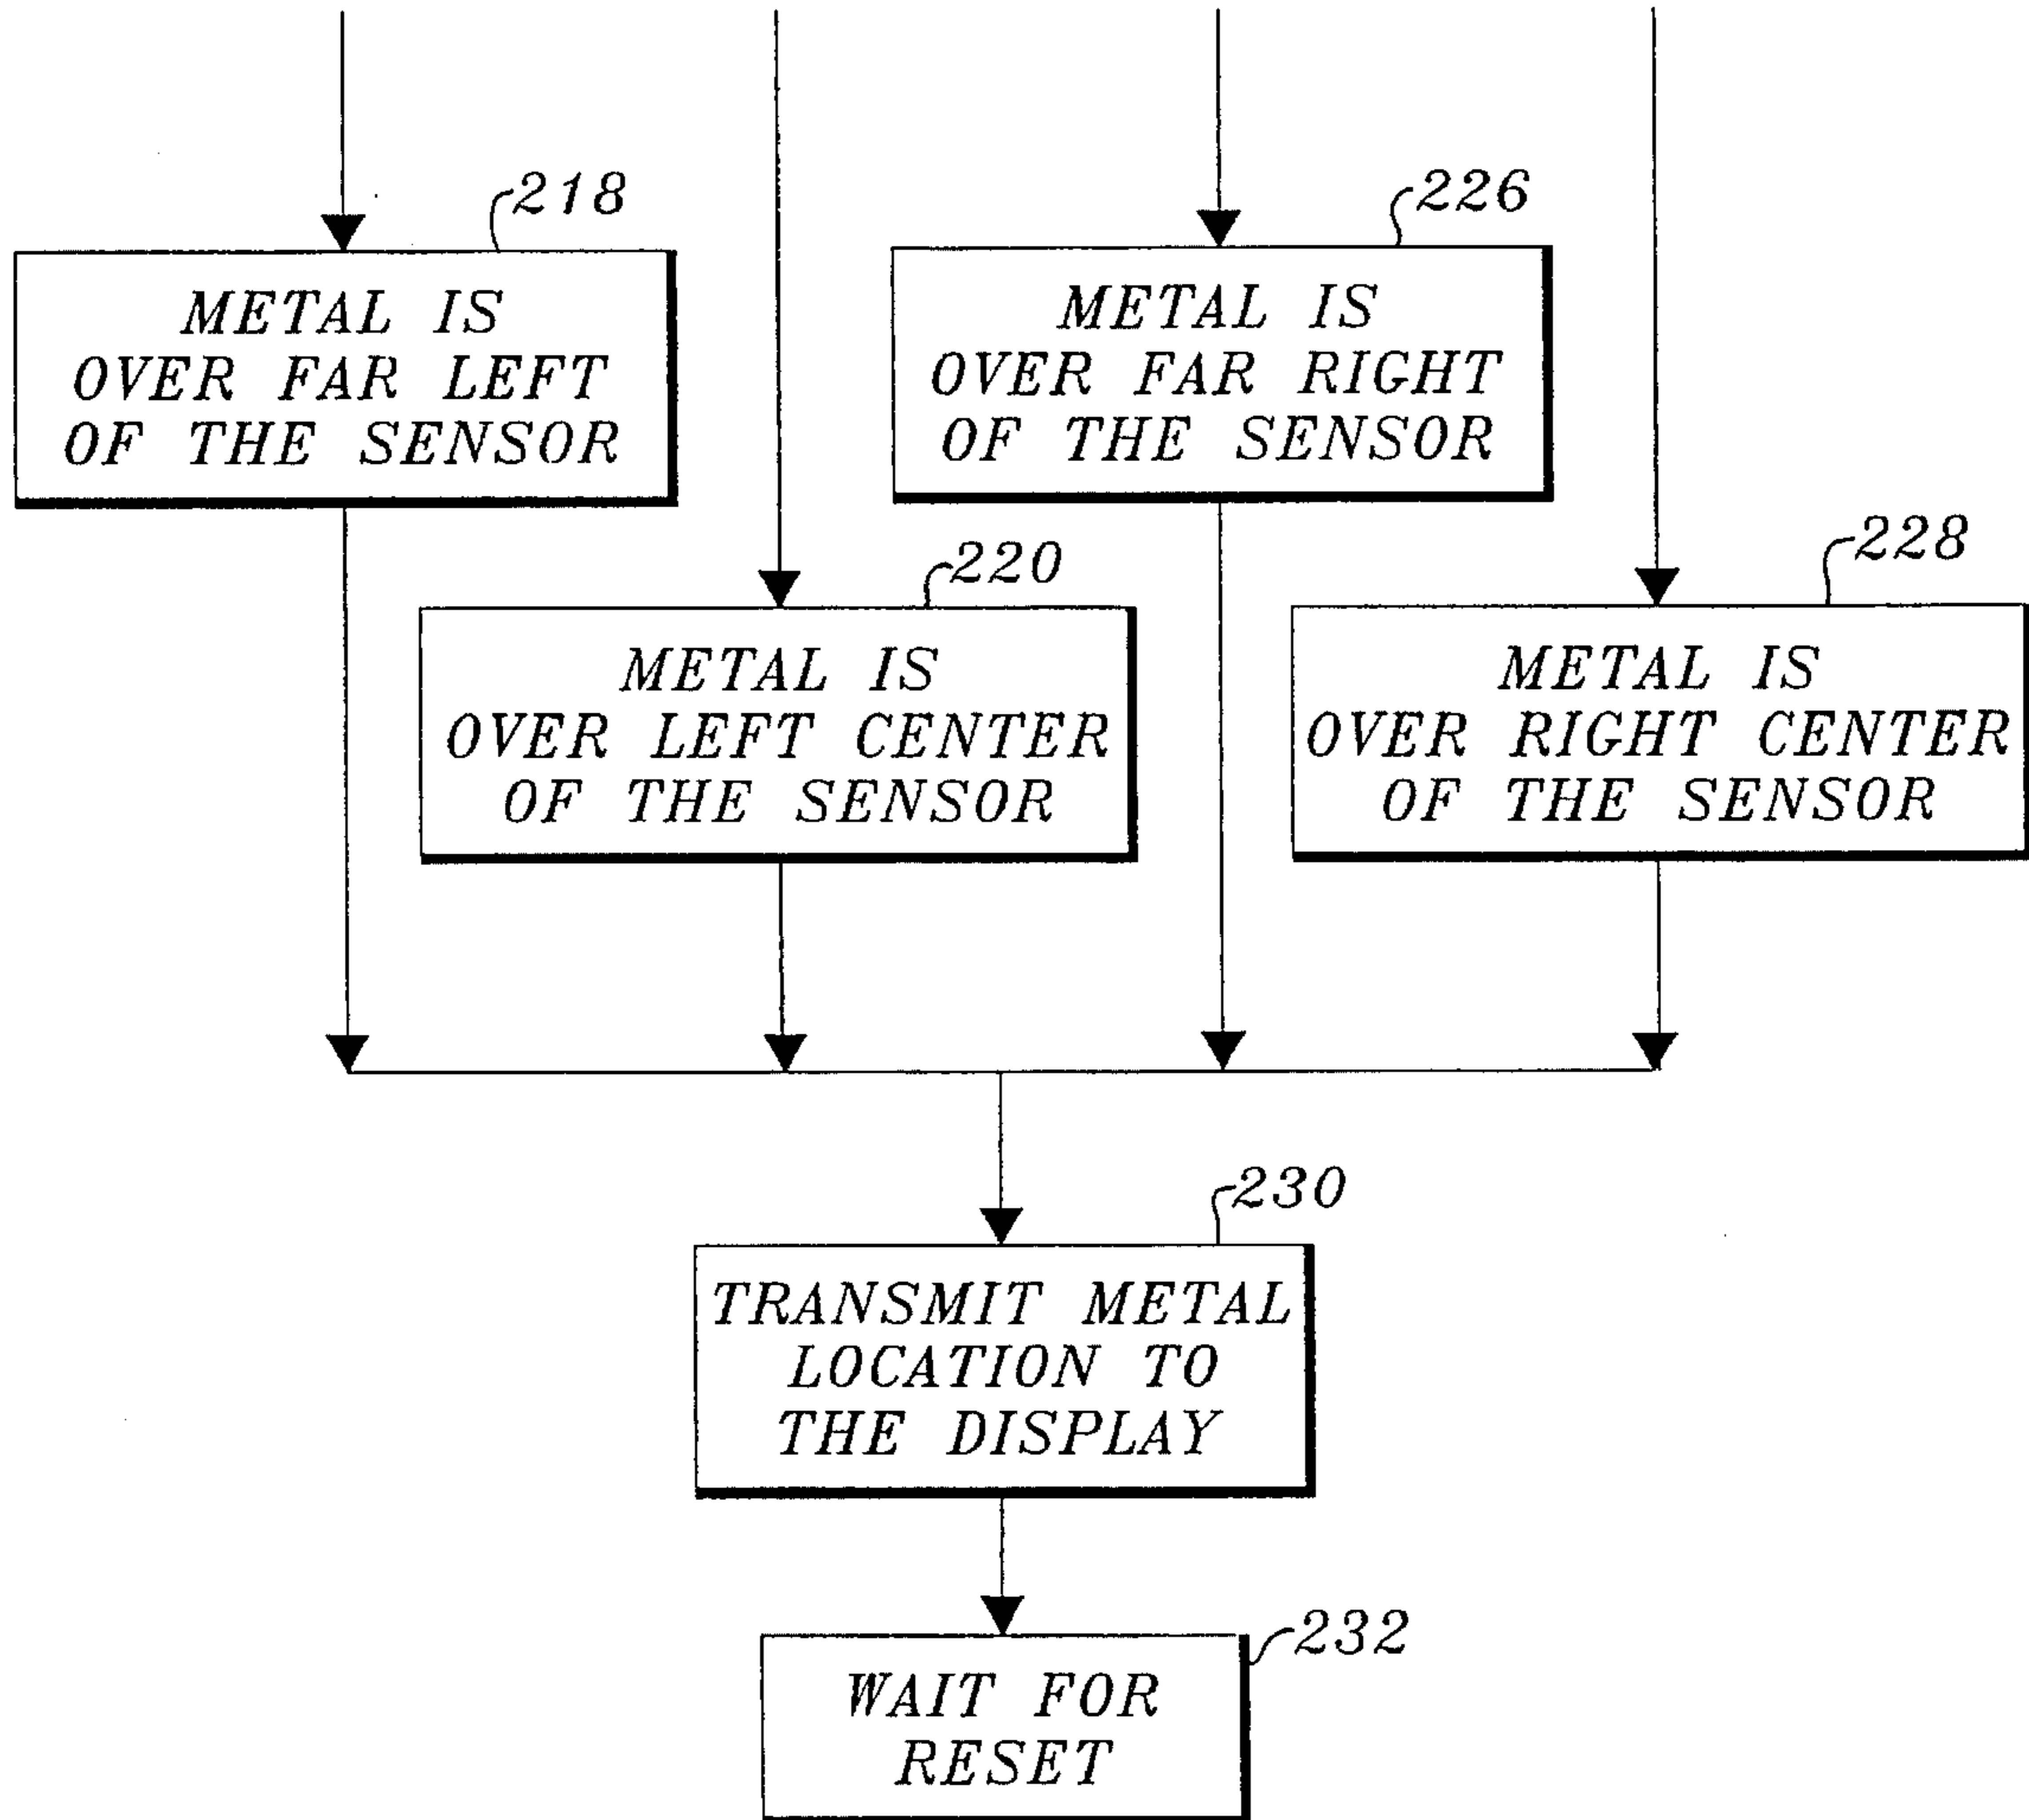 218
METAL IS
OVER FAR LEFT
OF THE SENSOR
226
METAL IS
OVER FAR RIGHT
OF THE SENSOR
220
METAL IS
OVER LEFT CENTER
OF THE SENSOR
228
METAL IS
OVER RIGHT CENTER
OF THE SENSOR
230
TRANSMIT METAL
LOCATION TO
THE DISPLAY
232
WAIT FOR
RESET